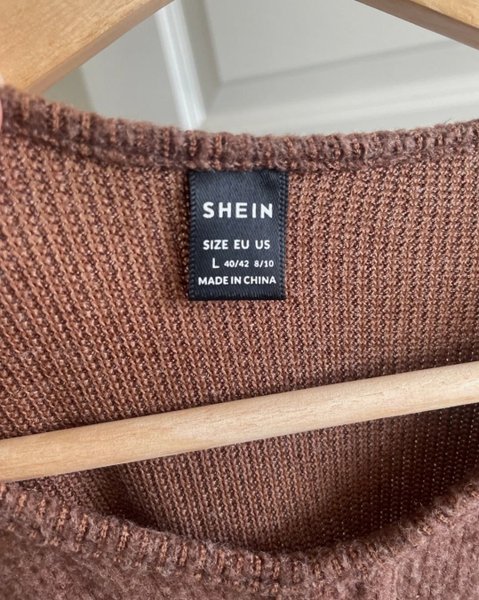 SHEIN
SIZE EU US
L 40/42 8/10
MADE IN CHINA